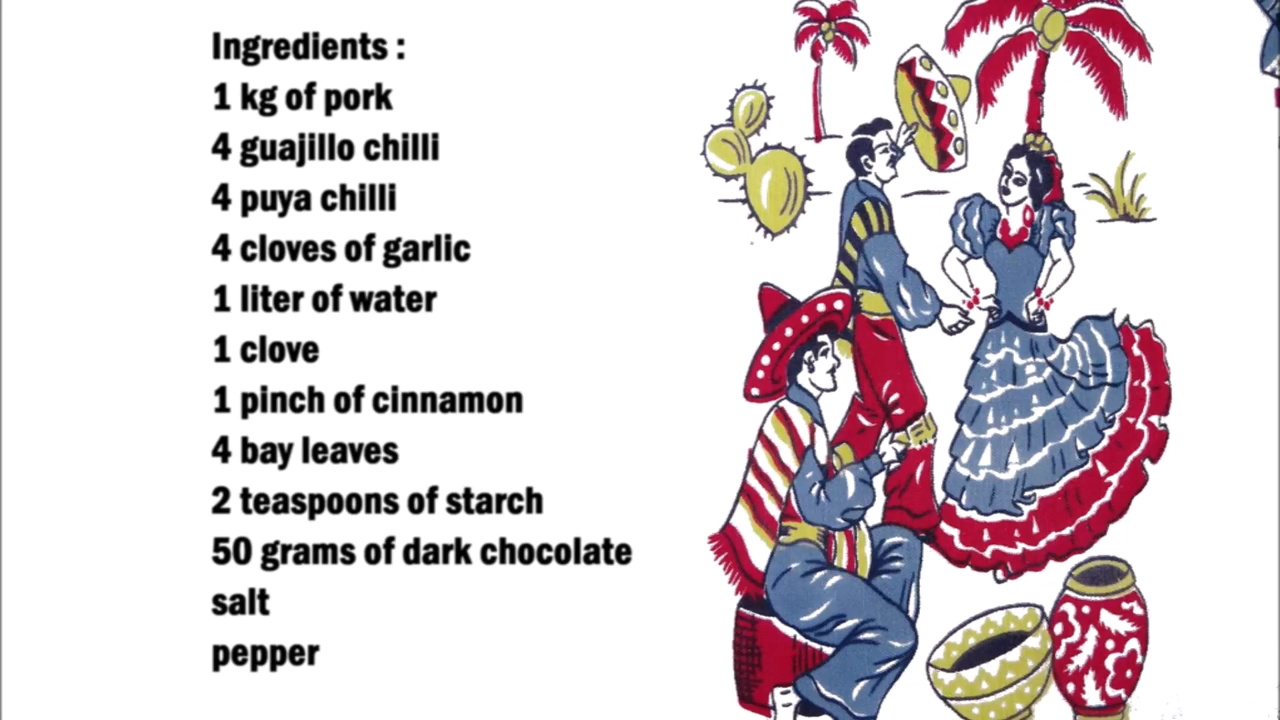 Ingredients :
1 kg of pork
4 guajillo chilli
4 puya chilli
4 cloves of garlic
1 liter of water
1 clove
1 pinch of cinnamon
4 bay leaves
2 teaspoons of starch
50 grams of dark chocolate
salt
pepper